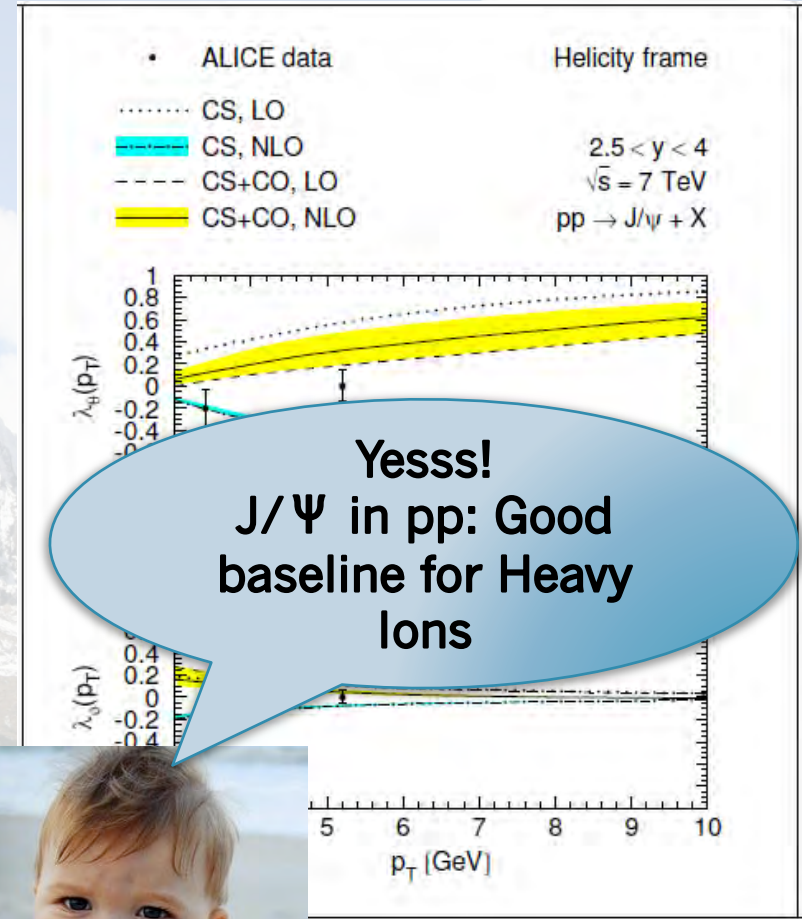 ALICE data Helicity frame
CS, LO
CS, NLO 2.5 < y < 4
CS+CO, LO √s = 7 TeV
CS+CO, NLO pp → J/ψ + X
1
0.8
0.6
0.4
0.2
0
-0.2
-0.4
λθ(pT)
Yesss!
J/Ψ in pp: Good
baseline for Heavy
Ions
0.4
0.2
0
-0.2
-0.4
5 6 7 8 9 10
pT [GeV]